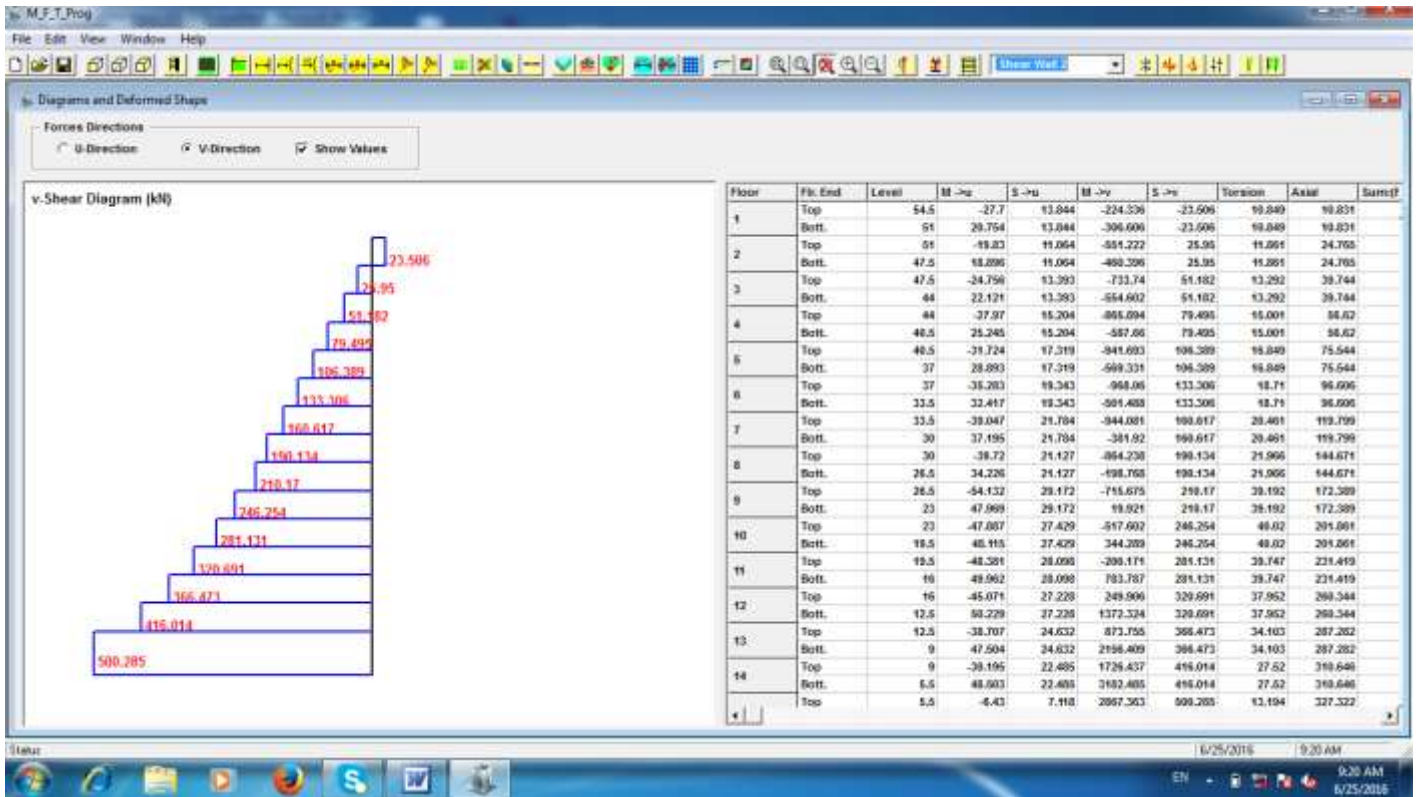 M_F_T_Prog
File Edit View Window Help
Shear Wall 2
Diagrams and Deformed Shape
Forces Directions
U-Direction V-Direction Show Values
v-Shear Diagram (kN)
23.506
25.95
51.182
79.495
106.389
133.306
160.617
190.134
210.17
246.254
281.131
320.691
366.473
416.014
500.285
Floor Flr. End Level M ->u S ->u M ->v S ->v Torsion Axial
1 Top 54.5 -27.7 13.844 -224.336 -23.506 10.849 10.831
Bott. 51 20.754 13.844 -306.606 -23.506 10.849 10.831
2 Top 51 -19.83 11.064 -551.222 25.95 11.861 24.765
Bott. 47.5 18.896 11.064 -460.396 25.95 11.861 24.765
3 Top 47.5 -24.756 13.393 -733.74 51.182 13.292 39.744
Bott. 44 22.121 13.393 -554.602 51.182 13.292 39.744
4 Top 44 -27.97 15.204 -865.894 79.495 15.001 56.62
Bott. 40.5 25.245 15.204 -587.66 79.495 15.001 56.62
5 Top 40.5 -31.724 17.319 -941.693 106.389 16.849 75.544
Bott. 37 28.893 17.319 -569.331 106.389 16.849 75.544
6 Top 37 -35.283 19.343 -968.06 133.306 18.71 96.606
Bott. 33.5 32.417 19.343 -501.488 133.306 18.71 96.606
7 Top 33.5 -39.047 21.784 -944.081 160.617 20.461 119.799
Bott. 30 37.195 21.784 -381.92 160.617 20.461 119.799
8 Top 30 -39.72 21.127 -864.238 190.134 21.966 144.671
Bott. 26.5 34.226 21.127 -198.768 190.134 21.966 144.671
9 Top 26.5 -54.132 29.172 -715.675 210.17 39.192 172.389
Bott. 23 47.969 29.172 19.921 210.17 39.192 172.389
10 Top 23 -47.887 27.429 -517.602 246.254 40.02 201.861
Bott. 19.5 48.115 27.429 344.289 246.254 40.02 201.861
11 Top 19.5 -48.381 28.098 -200.171 281.131 39.747 231.419
Bott. 16 49.962 28.098 783.787 281.131 39.747 231.419
12 Top 16 -45.071 27.228 249.906 320.691 37.952 260.344
Bott. 12.5 50.229 27.228 1372.324 320.691 37.952 260.344
13 Top 12.5 -38.707 24.632 873.755 366.473 34.103 287.282
Bott. 9 47.504 24.632 2156.409 366.473 34.103 287.282
14 Top 9 -30.195 22.485 1726.437 416.014 27.52 310.646
Bott. 5.5 22.485 3182.485 416.014 27.52 310.646
Top 5.5 -6.43 7.118 2867.363 500.285 13.194 327.322
Status 6/25/2016 9:20 AM
EN 9:20 AM
6/25/2016